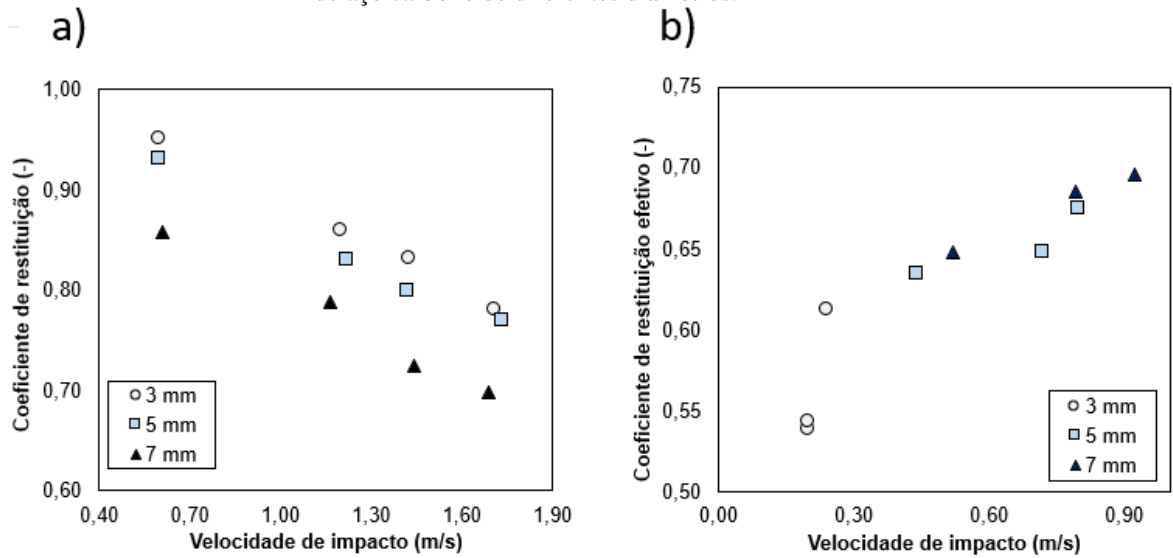 a)
b)
1,00
0,90
0,80
0,70
0,60
Coeficiente de restituição (-)
3 mm
5 mm
7 mm
0,40 0,70 1,00 1,30 1,60 1,90
Velocidade de impacto (m/s)
0,75
0,70
0,65
0,60
0,55
0,50
Coeficiente de restituição efetivo (-)
3 mm
5 mm
7 mm
0,00 0,30 0,60 0,90
Velocidade de impacto (m/s)